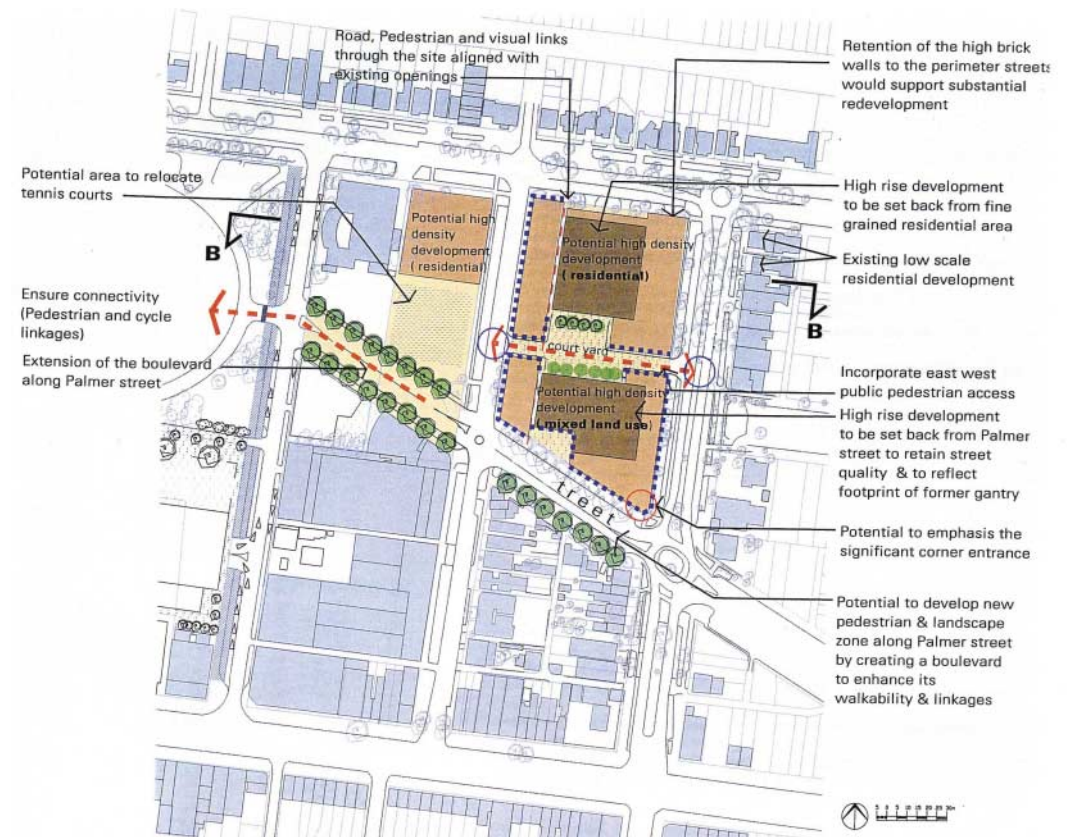 Road, Pedestrian and visual links
through the site aligned with
existing openings
Retention of the high brick
walls to the perimeter streets
would support substantial
redevelopment
Potential area to relocate
tennis courts
High rise development
to be set back from fine
grained residential area
Potential high
density
development
( residential)
Potential high density
development
( residential)
B
Existing low scale
residential development
B
Ensure connectivity
(Pedestrian and cycle
linkages)
court yard
Extension of the boulevard
along Palmer street
Incorporate east west
public pedestrian access
Potential high density
development
( mixed land use)
High rise development
to be set back from Palmer
street to retain street
quality & to reflect
footprint of former gantry
treet
Potential to emphasis the
significant corner entrance
Potential to develop new
pedestrian & landscape
zone along Palmer street
by creating a boulevard
to enhance its
walkability & linkages